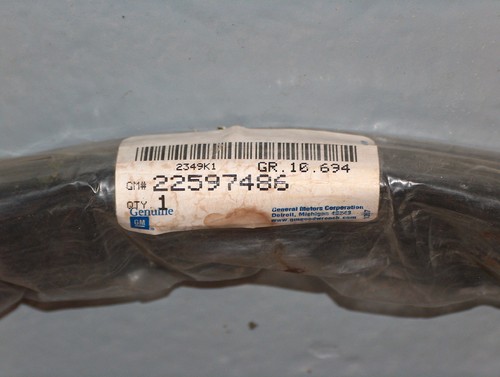 2349K1 GR.10.694
GM# 22597486
QTY. 1
Genuine
GM
General Motors Corporation
Detroit, Michigan